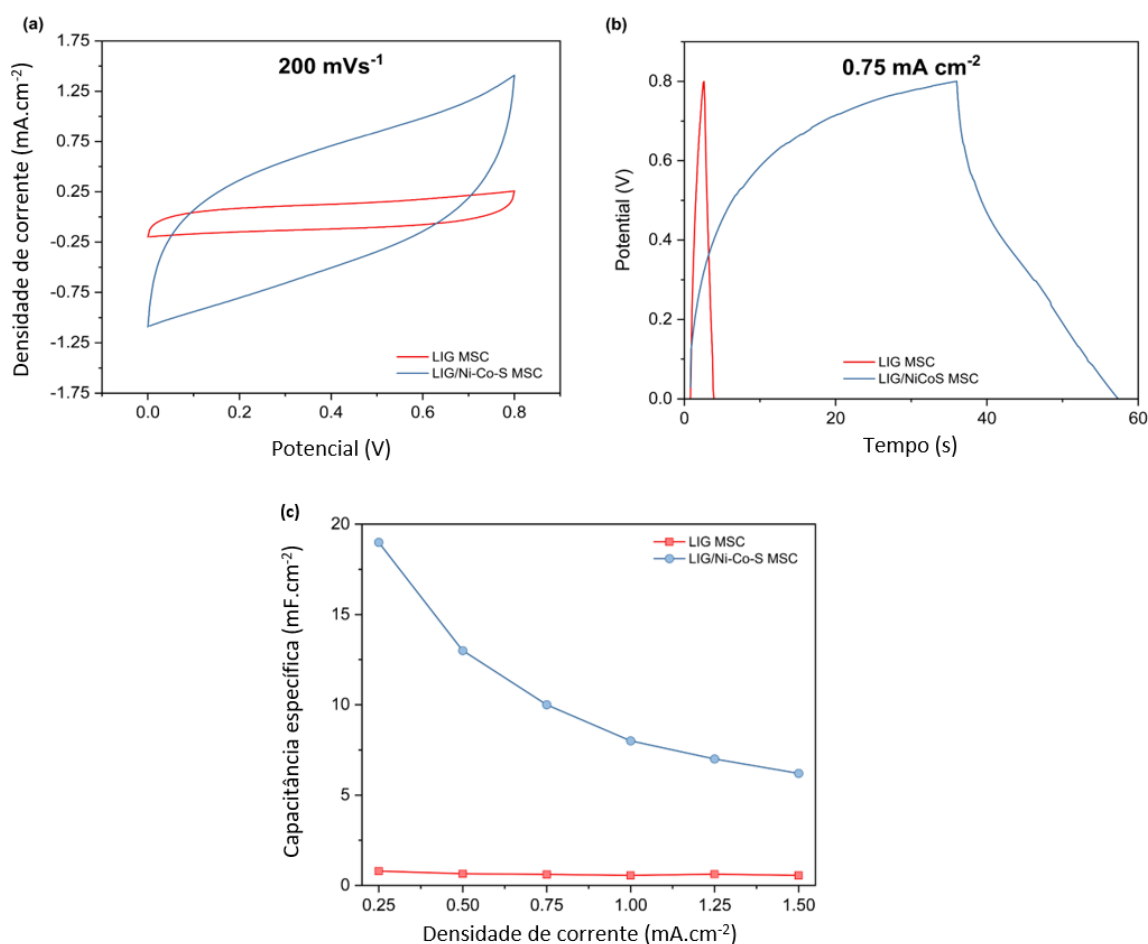 (a)
1.75
1.25
0.75
0.25
-0.25
-0.75
-1.25
-1.75
Densidade de corrente (mA.cm⁻²)
200 mVs⁻¹
LIG MSC
LIG/Ni-Co-S MSC
0.0 0.2 0.4 0.6 0.8
Potencial (V)
(b)
0.8
0.6
0.4
0.2
0.0
Potential (V)
0.75 mA cm⁻²
LIG MSC
LIG/NiCoS MSC
0 20 40 60
Tempo (s)
(c)
20
15
10
5
0
Capacitância específica (mF.cm⁻²)
LIG MSC
LIG/Ni-Co-S MSC
0.25 0.50 0.75 1.00 1.25 1.50
Densidade de corrente (mA.cm⁻²)